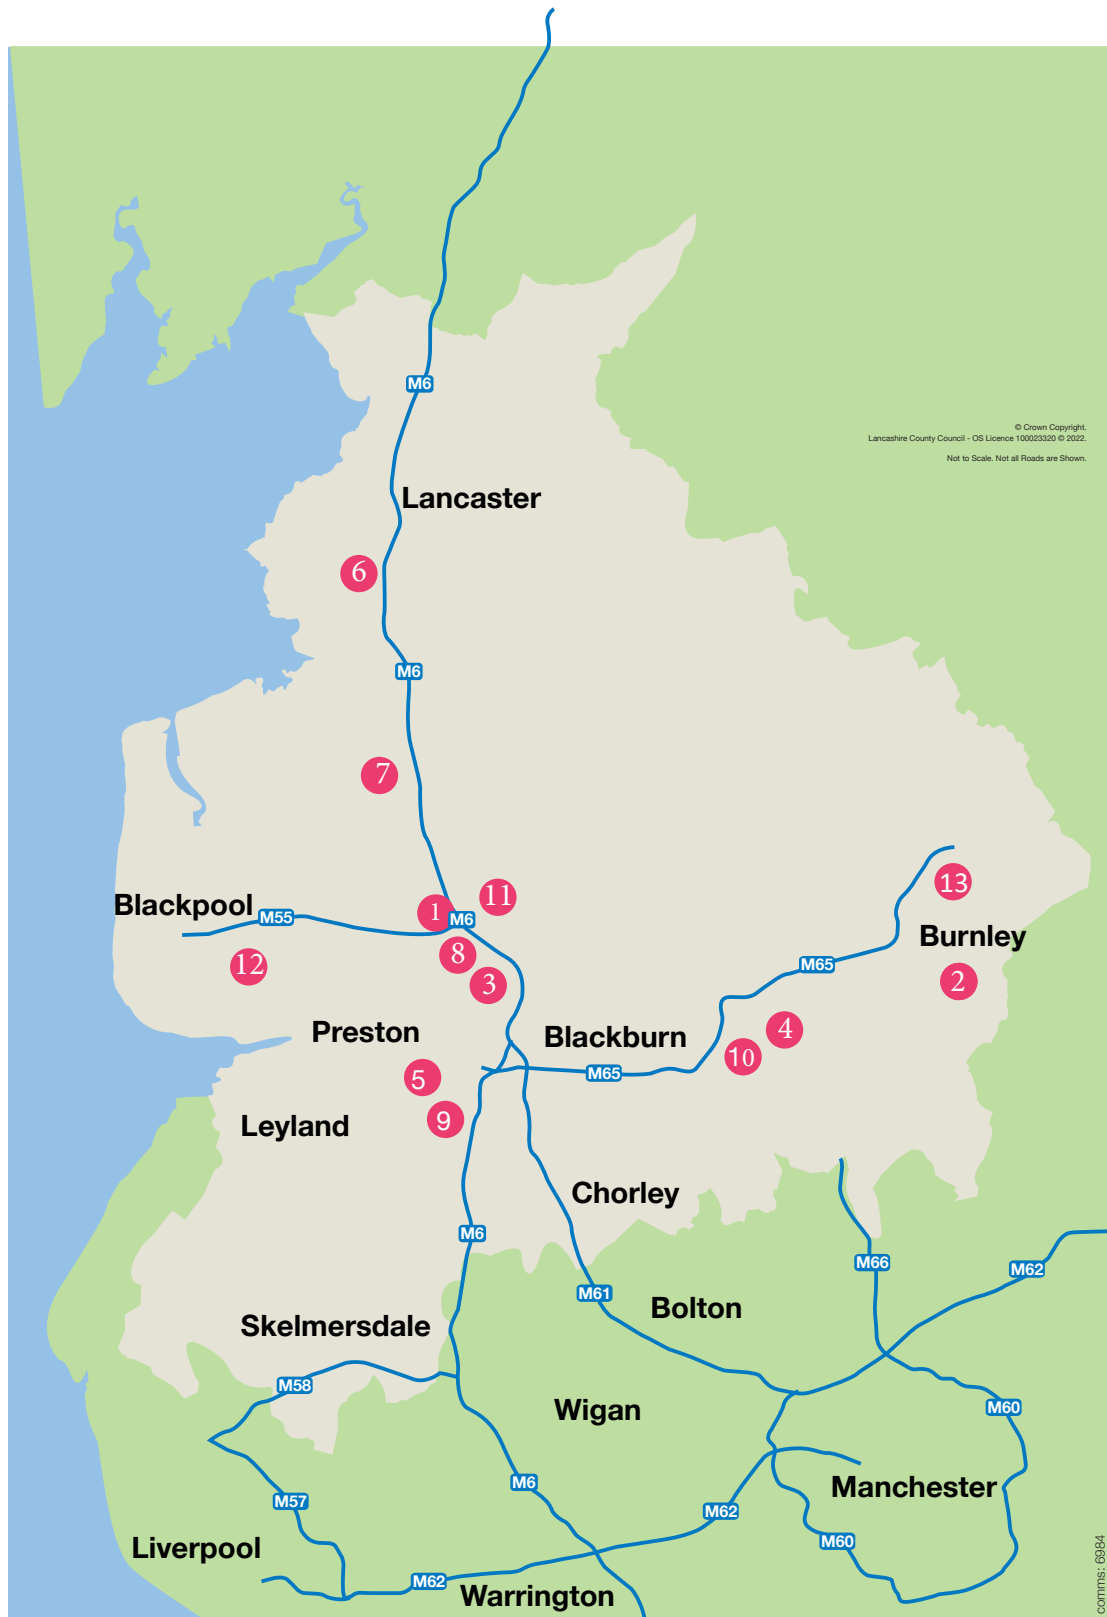 M6
© Crown Copyright.
Lancashire County Council - OS Licence 100023320 © 2022.
Not to Scale. Not all Roads are Shown.
Lancaster
6
M6
7
11
13
Blackpool
M55
1
M6
Burnley
8
M65
12
2
3
Preston
Blackburn
4
10
5
M65
9
Leyland
Chorley
M6
M66
M62
M61
Bolton
Skelmersdale
M58
Wigan
M60
M6
Manchester
M57
M62
M60
Liverpool
M62
Warrington
comms: 6984